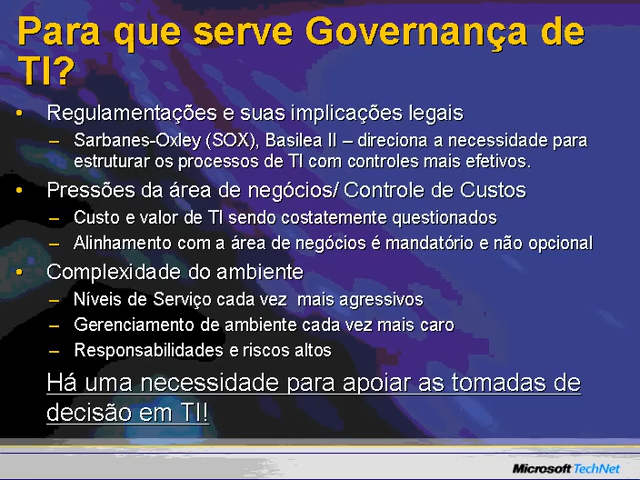 Para que serve Governança de
TI?
• Regulamentações e suas implicações legais
– Sarbanes-Oxley (SOX), Basilea II – direciona a necessidade para
estruturar os processos de TI com controles mais efetivos.
• Pressões da área de negócios/ Controle de Custos
– Custo e valor de TI sendo costatemente questionados
– Alinhamento com a área de negócios é mandatório e não opcional
• Complexidade do ambiente
– Níveis de Serviço cada vez  mais agressivos
– Gerenciamento de ambiente cada vez mais caro
– Responsabilidades e riscos altos
Há uma necessidade para apoiar as tomadas de
decisão em TI!
Microsoft TechNet